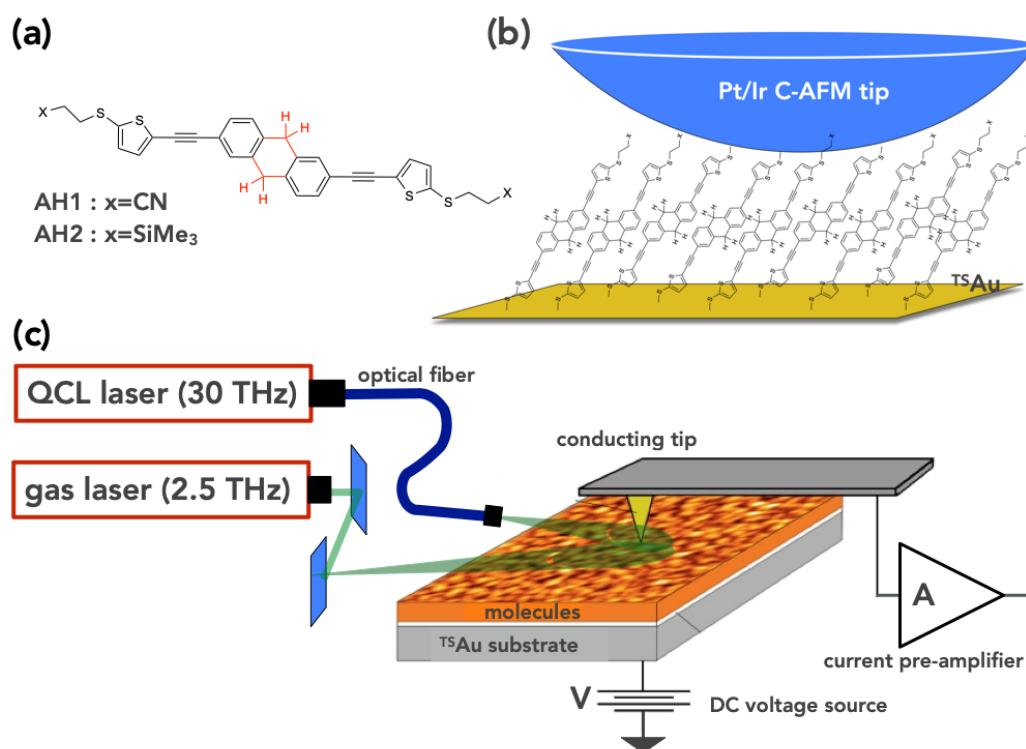 (a)
X
S
S
H
H
H
H
S
S
X
AH1 : x=CN
AH2 : x=SiMe₃
(b)
Pt/Ir C-AFM tip
ᵀˢAu
(c)
QCL laser (30 THz)
optical fiber
gas laser (2.5 THz)
conducting tip
molecules
ᵀˢAu substrate
A
current pre-amplifier
V
DC voltage source